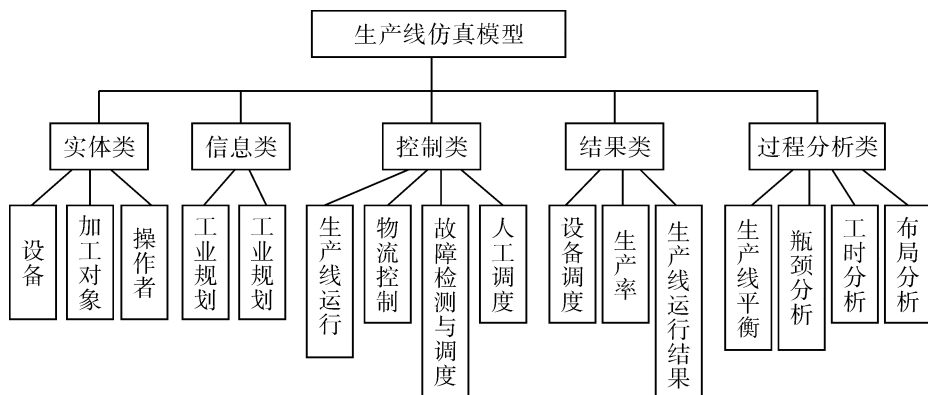 生产线仿真模型
实体类
信息类
控制类
结果类
过程分析类
设备
加工对象
操作者
工业规划
工业规划
生产线运行
物流控制
故障检测与调度
人工调度
设备调度
生产率
生产线运行结果
生产线平衡
瓶颈分析
工时分析
布局分析